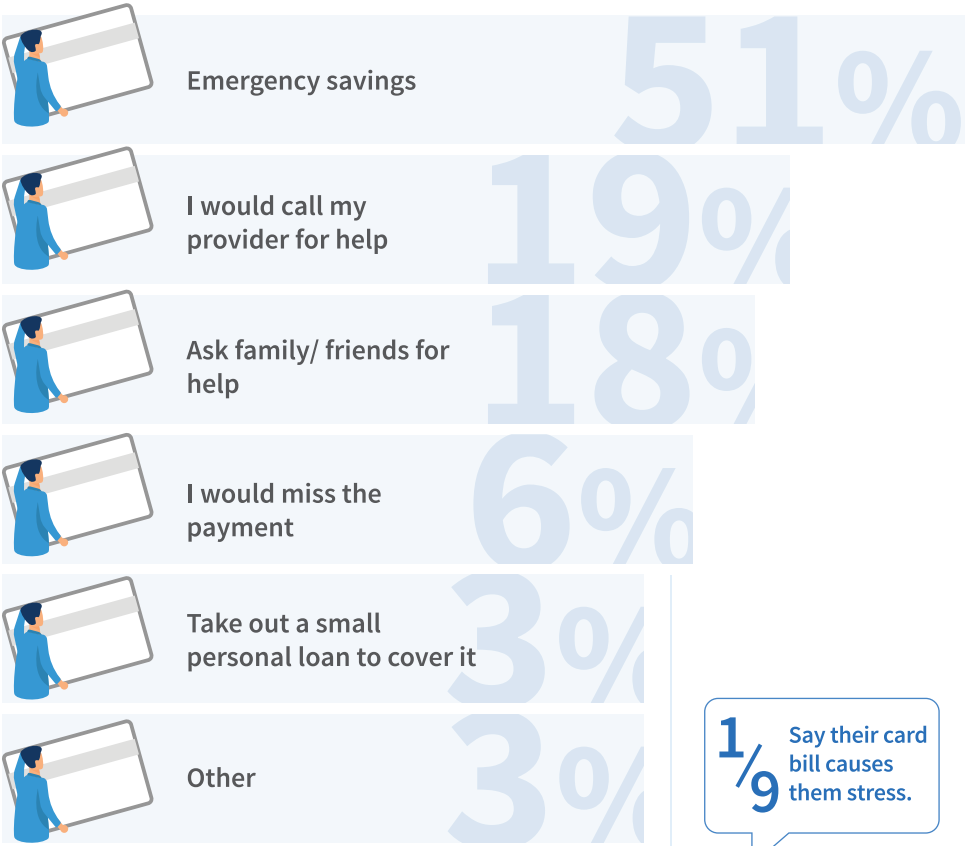 Emergency savings
51%
I would call my
provider for help
19%
Ask family/ friends for
help
18%
I would miss the
payment
6%
Take out a small
personal loan to cover it
3%
Other
3%
1/9
Say their card
bill causes
them stress.